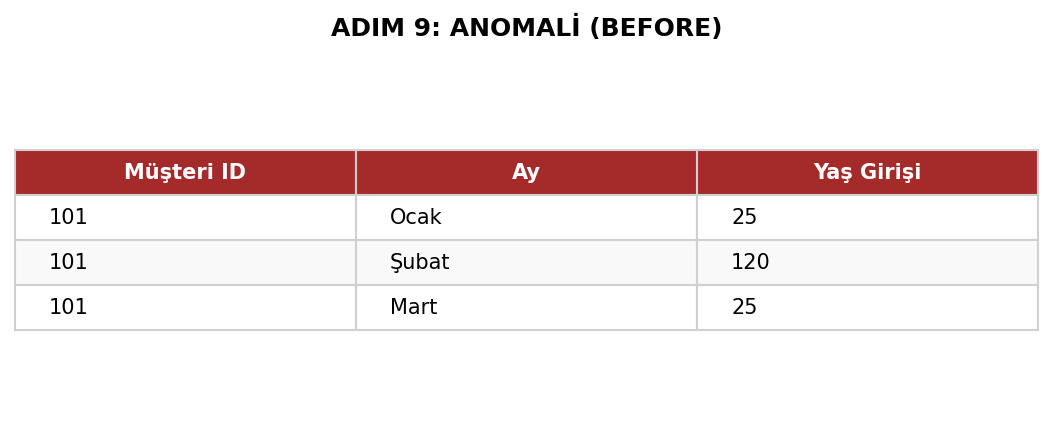 ADIM 9: ANOMALİ (BEFORE)
Müşteri ID Ay Yaş Girişi
101 Ocak 25
101 Şubat 120
101 Mart 25